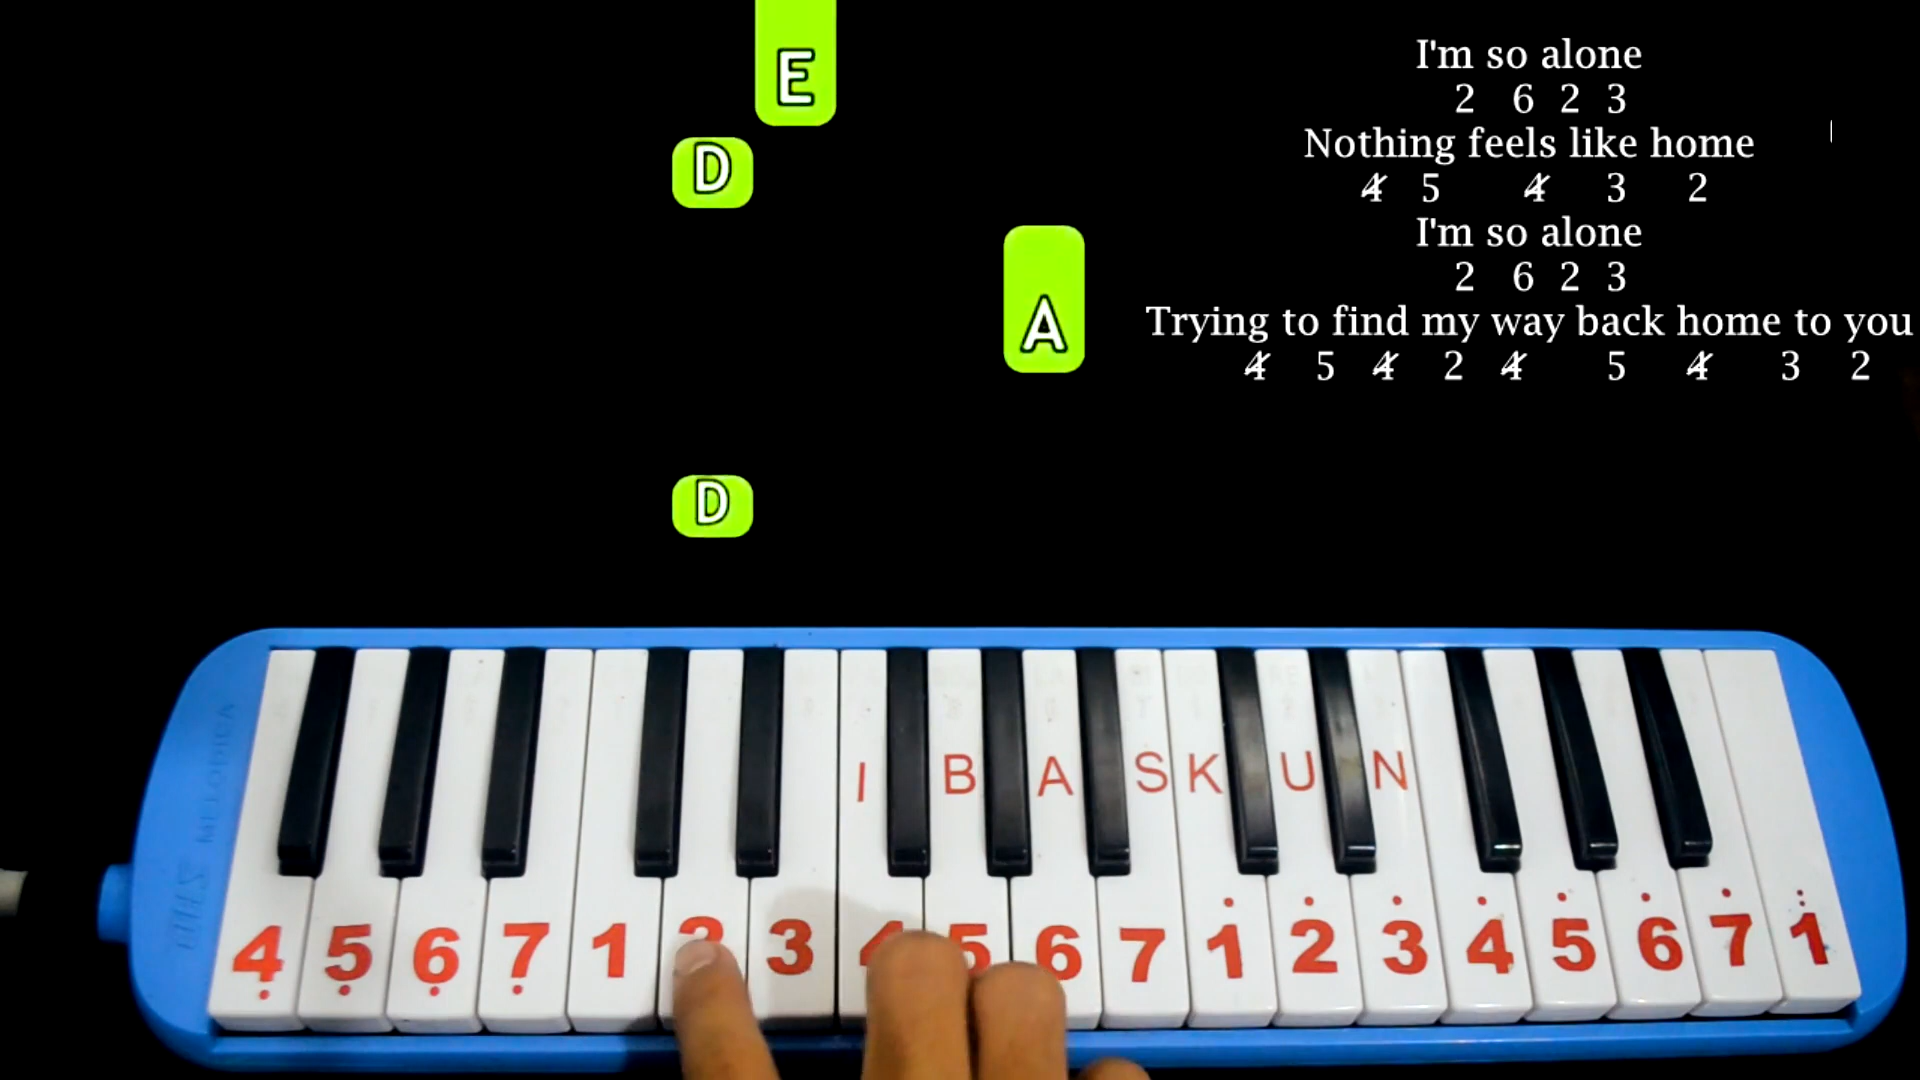 E
D
A
D
I'm so alone
2 6 2 3
Nothing feels like home
4̸ 5 4̸ 3 2
I'm so alone
2 6 2 3
Trying to find my way back home to you
4̸ 5 4̸ 2 4̸ 5 4̸ 3 2
MELODICA
I B A S K U N
4̣ 5̣ 6̣ 7̣ 1 2 3 4 5 6 7 1̇ 2̇ 3̇ 4̇ 5̇ 6̇ 7̇ 1̈